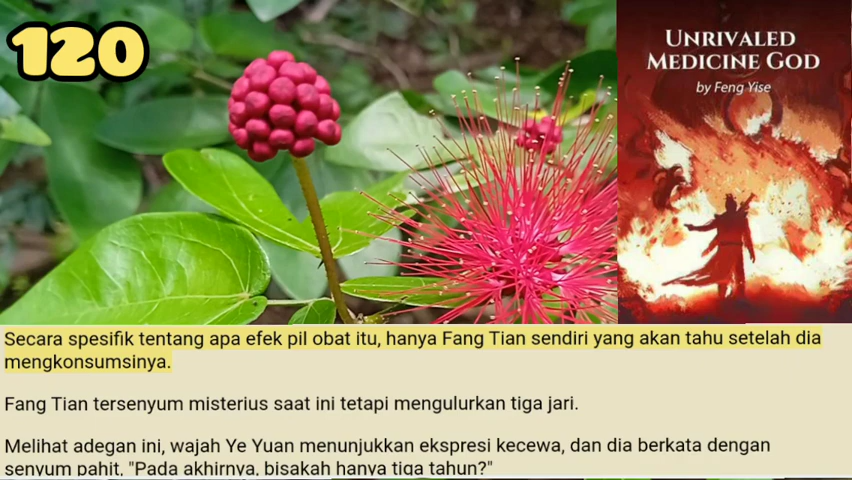 120
UNRIVALED
MEDICINE GOD
by Feng Yise
Secara spesifik tentang apa efek pil obat itu, hanya Fang Tian sendiri yang akan tahu setelah dia
mengkonsumsinya.
Fang Tian tersenyum misterius saat ini tetapi mengulurkan tiga jari.
Melihat adegan ini, wajah Ye Yuan menunjukkan ekspresi kecewa, dan dia berkata dengan
senyum pahit, "Pada akhirnya, bisakah hanya tiga tahun?"